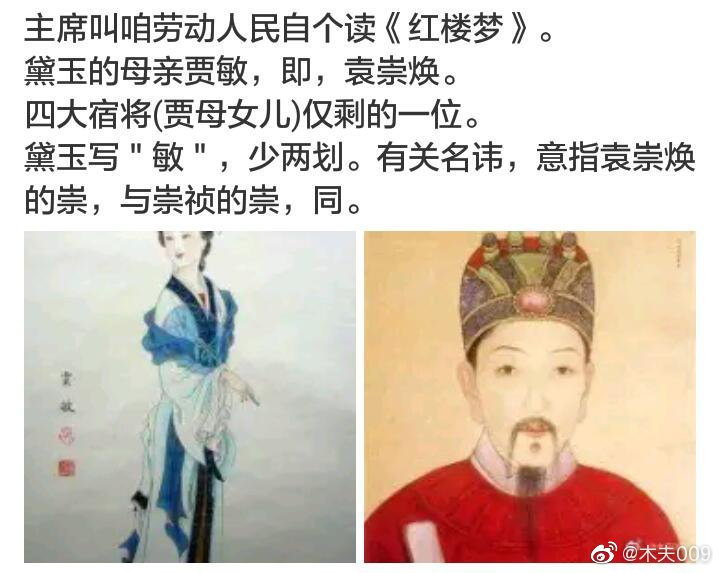 主席叫咱劳动人民自个读《红楼梦》。
黛玉的母亲贾敏，即，袁崇焕。
四大宿将(贾母女儿)仅剩的一位。
黛玉写＂敏＂，少两划。有关名讳，意指袁崇焕
的崇，与崇祯的崇，同。
敏
@木夫009